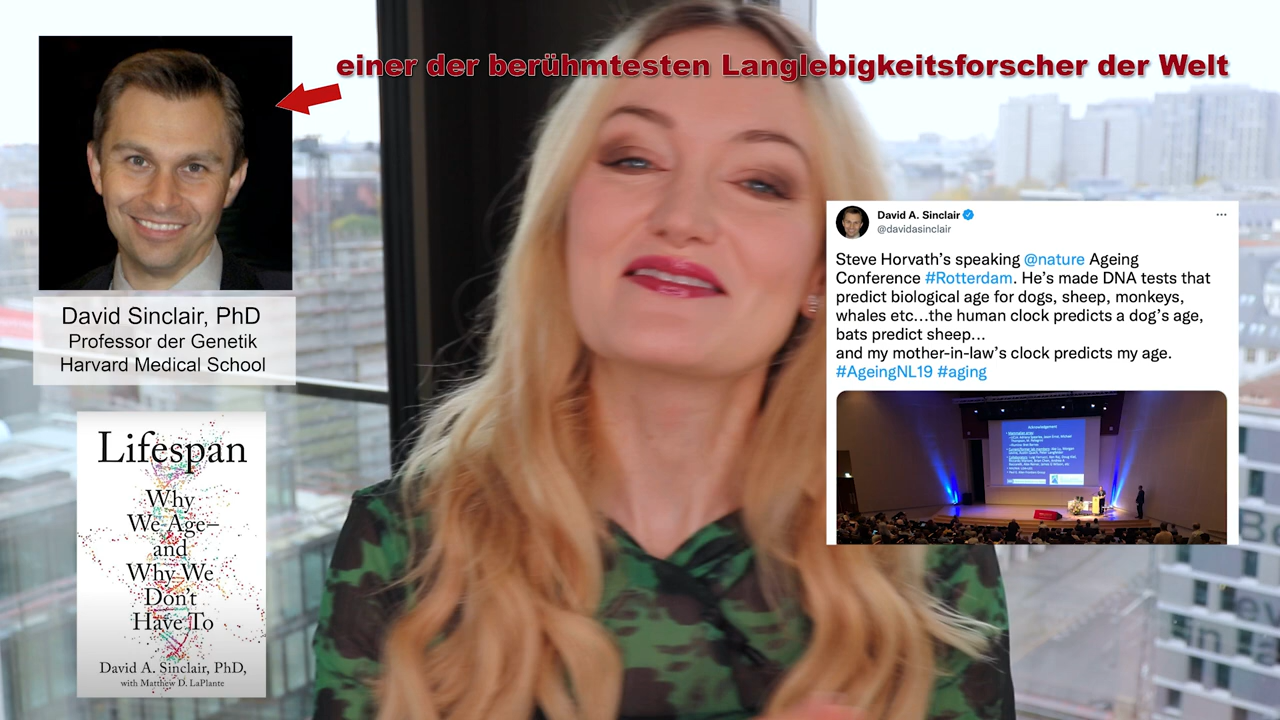 einer der berühmtesten Langlebigkeitsforscher der Welt
David Sinclair, PhD
Professor der Genetik
Harvard Medical School
Lifespan
Why
We Age–
and
Why We
Don't
Have To
David A. Sinclair, PhD,
with Matthew D. LaPlante
David A. Sinclair
@davidasinclair
Steve Horvath's speaking @nature Ageing
Conference #Rotterdam. He's made DNA tests that
predict biological age for dogs, sheep, monkeys,
whales etc...the human clock predicts a dog's age,
bats predict sheep...
and my mother-in-law's clock predicts my age.
#AgeingNL19 #aging
Acknowledgement